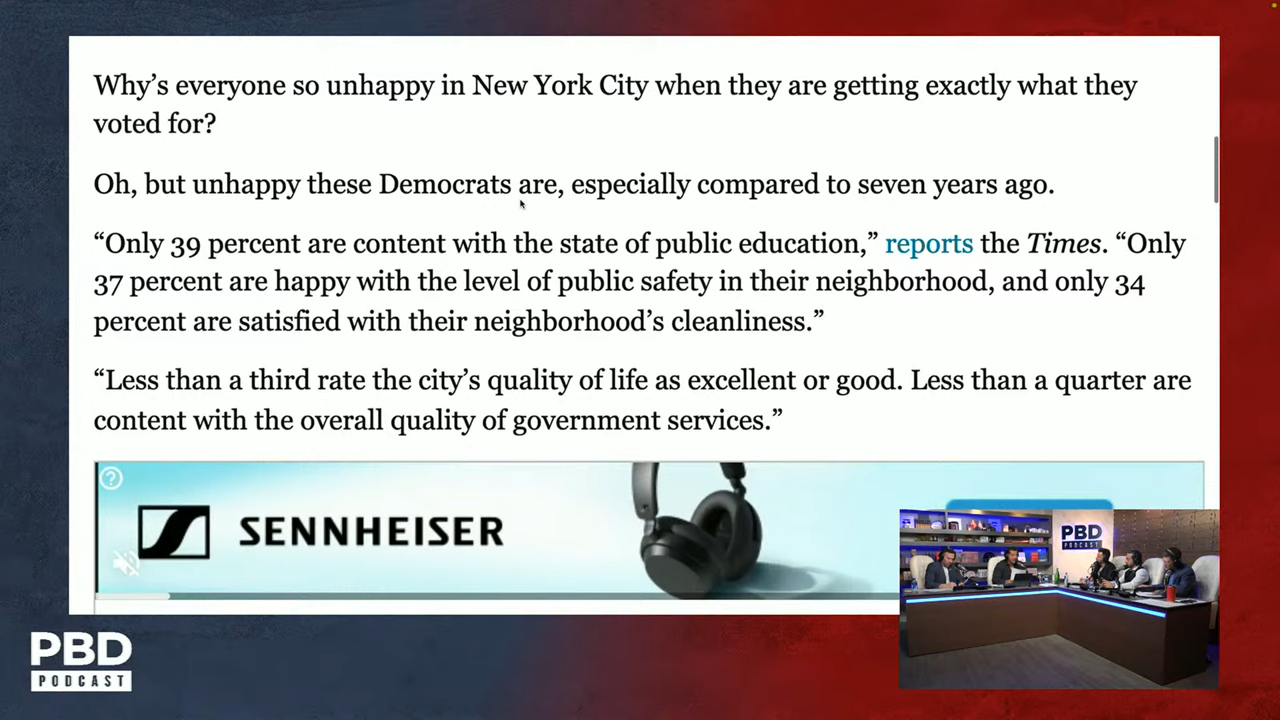 Why’s everyone so unhappy in New York City when they are getting exactly what they
voted for?
Oh, but unhappy these Democrats are, especially compared to seven years ago.
“Only 39 percent are content with the state of public education,” reports the Times. “Only
37 percent are happy with the level of public safety in their neighborhood, and only 34
percent are satisfied with their neighborhood’s cleanliness.”
“Less than a third rate the city’s quality of life as excellent or good. Less than a quarter are
content with the overall quality of government services.”
?
SENNHEISER
PBD
PODCAST
PBD
PODCAST